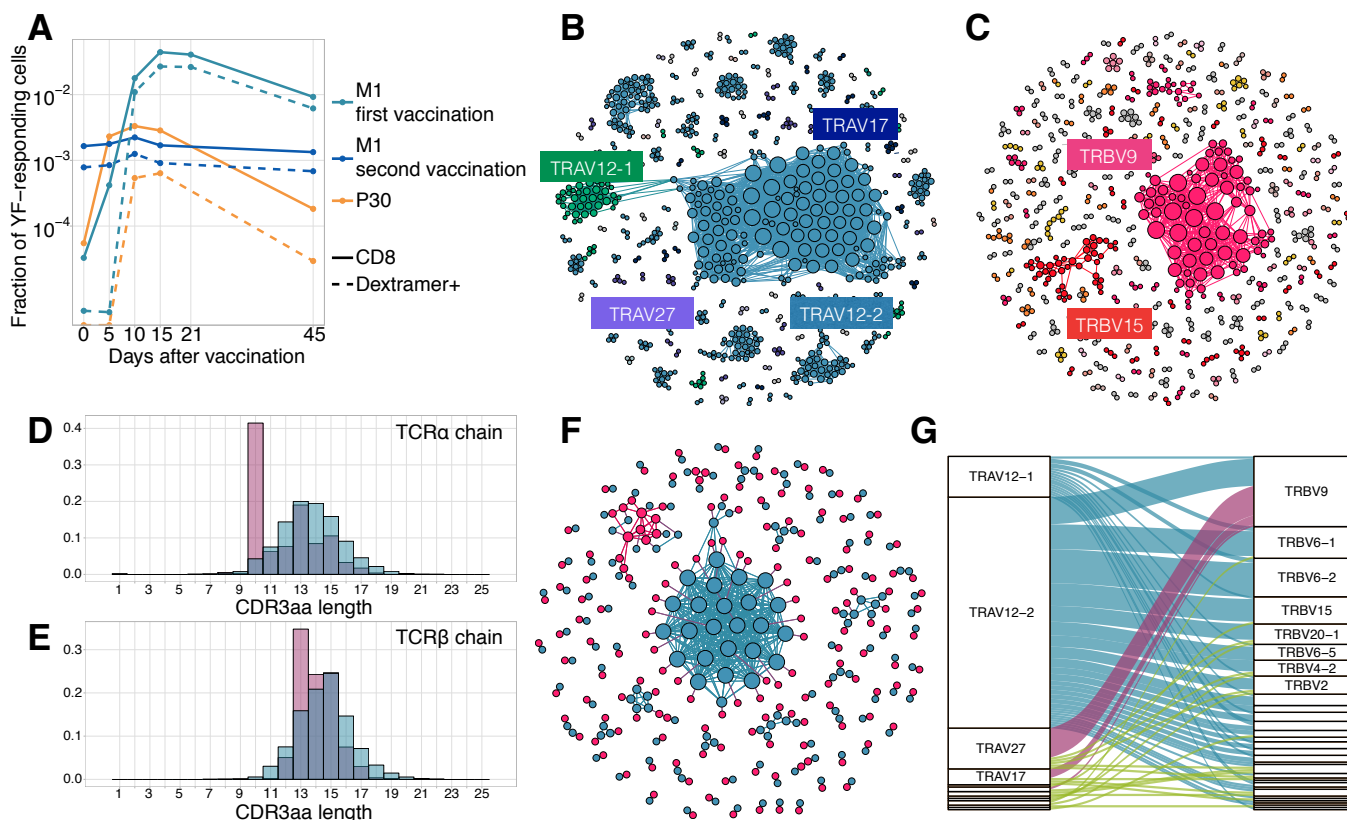 A
Fraction of YF−responding cells
10−2
10−3
10−4
0 5 10 15 21 45
Days after vaccination
M1
first vaccination
M1
second vaccination
P30
CD8
Dextramer+
B
TRAV17
TRAV12-1
TRAV27
TRAV12-2
C
TRBV9
TRBV15
D
TCRα chain
0.4
0.3
0.2
0.1
0.0
1 3 5 7 9 11 13 15 17 19 21 23 25
CDR3aa length
E
TCRβ chain
0.3
0.2
0.1
0.0
1 3 5 7 9 11 13 15 17 19 21 23 25
CDR3aa length
F
G
TRAV12−1
TRAV12−2
TRAV27
TRAV17
TRBV9
TRBV6−1
TRBV6−2
TRBV15
TRBV20−1
TRBV6−5
TRBV4−2
TRBV2